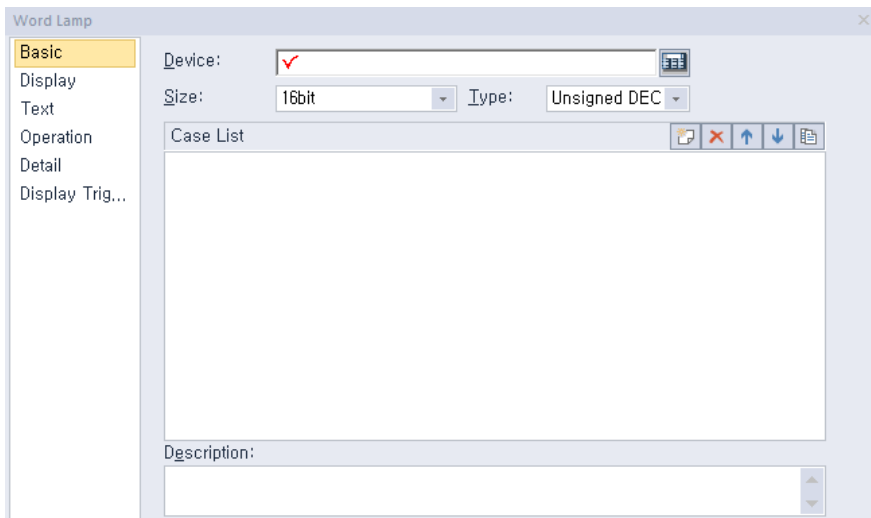 Word Lamp
Basic
Display
Text
Operation
Detail
Display Trig...
Device:
Size: 16bit Type: Unsigned DEC
Case List
Description: